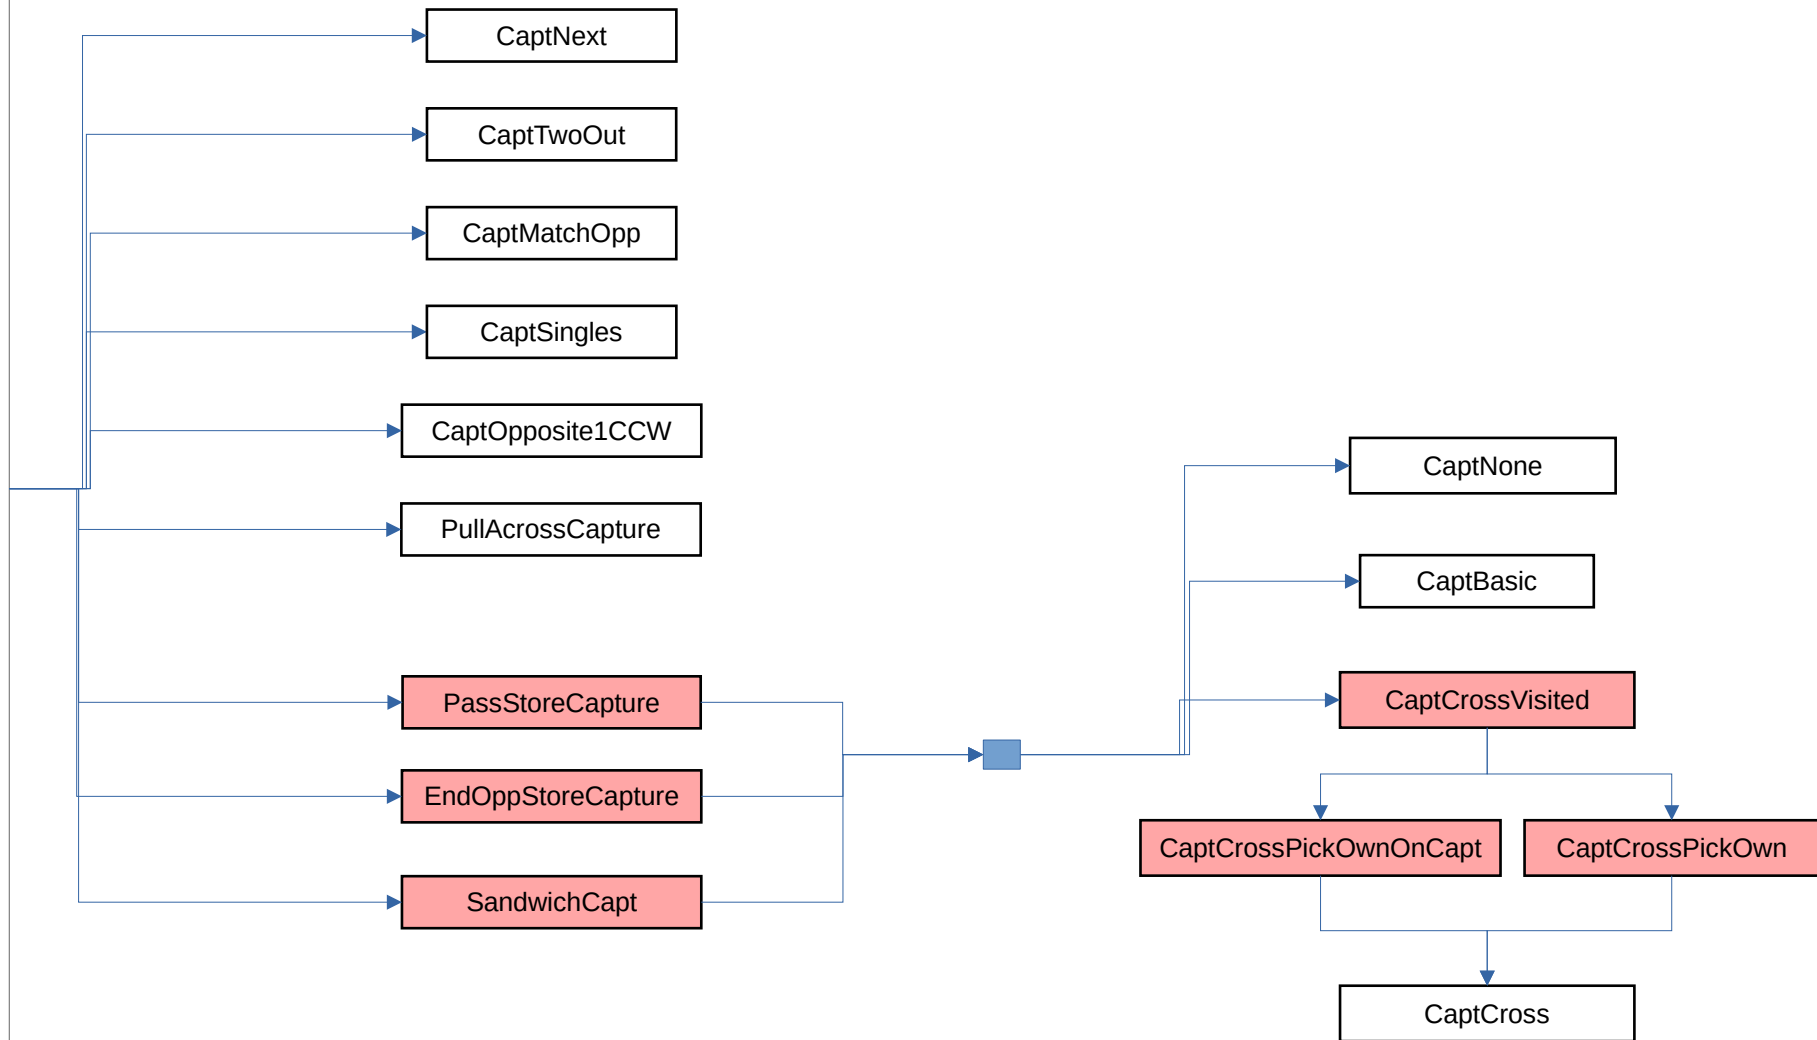 CaptNext
CaptTwoOut
CaptMatchOpp
CaptSingles
CaptOpposite1CCW
PullAcrossCapture
PassStoreCapture
EndOppStoreCapture
SandwichCapt
CaptNone
CaptBasic
CaptCrossVisited
CaptCrossPickOwnOnCapt
CaptCrossPickOwn
CaptCross